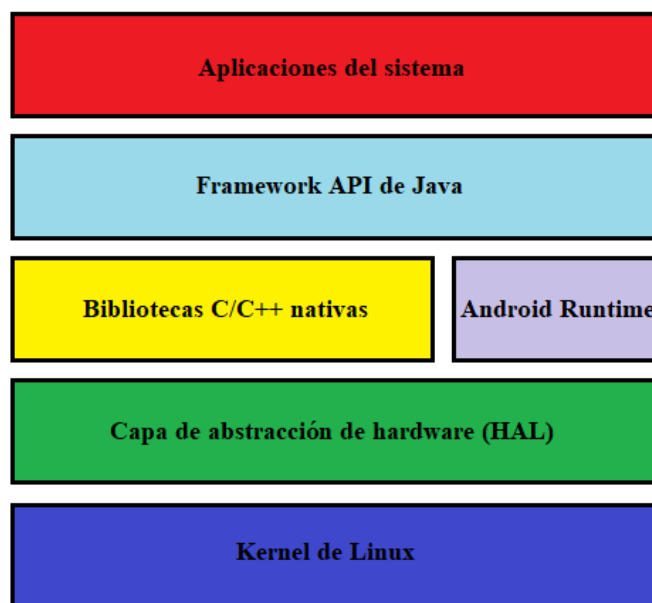 Aplicaciones del sistema
Framework API de Java
Bibliotecas C/C++ nativas
Android Runtime
Capa de abstracción de hardware (HAL)
Kernel de Linux